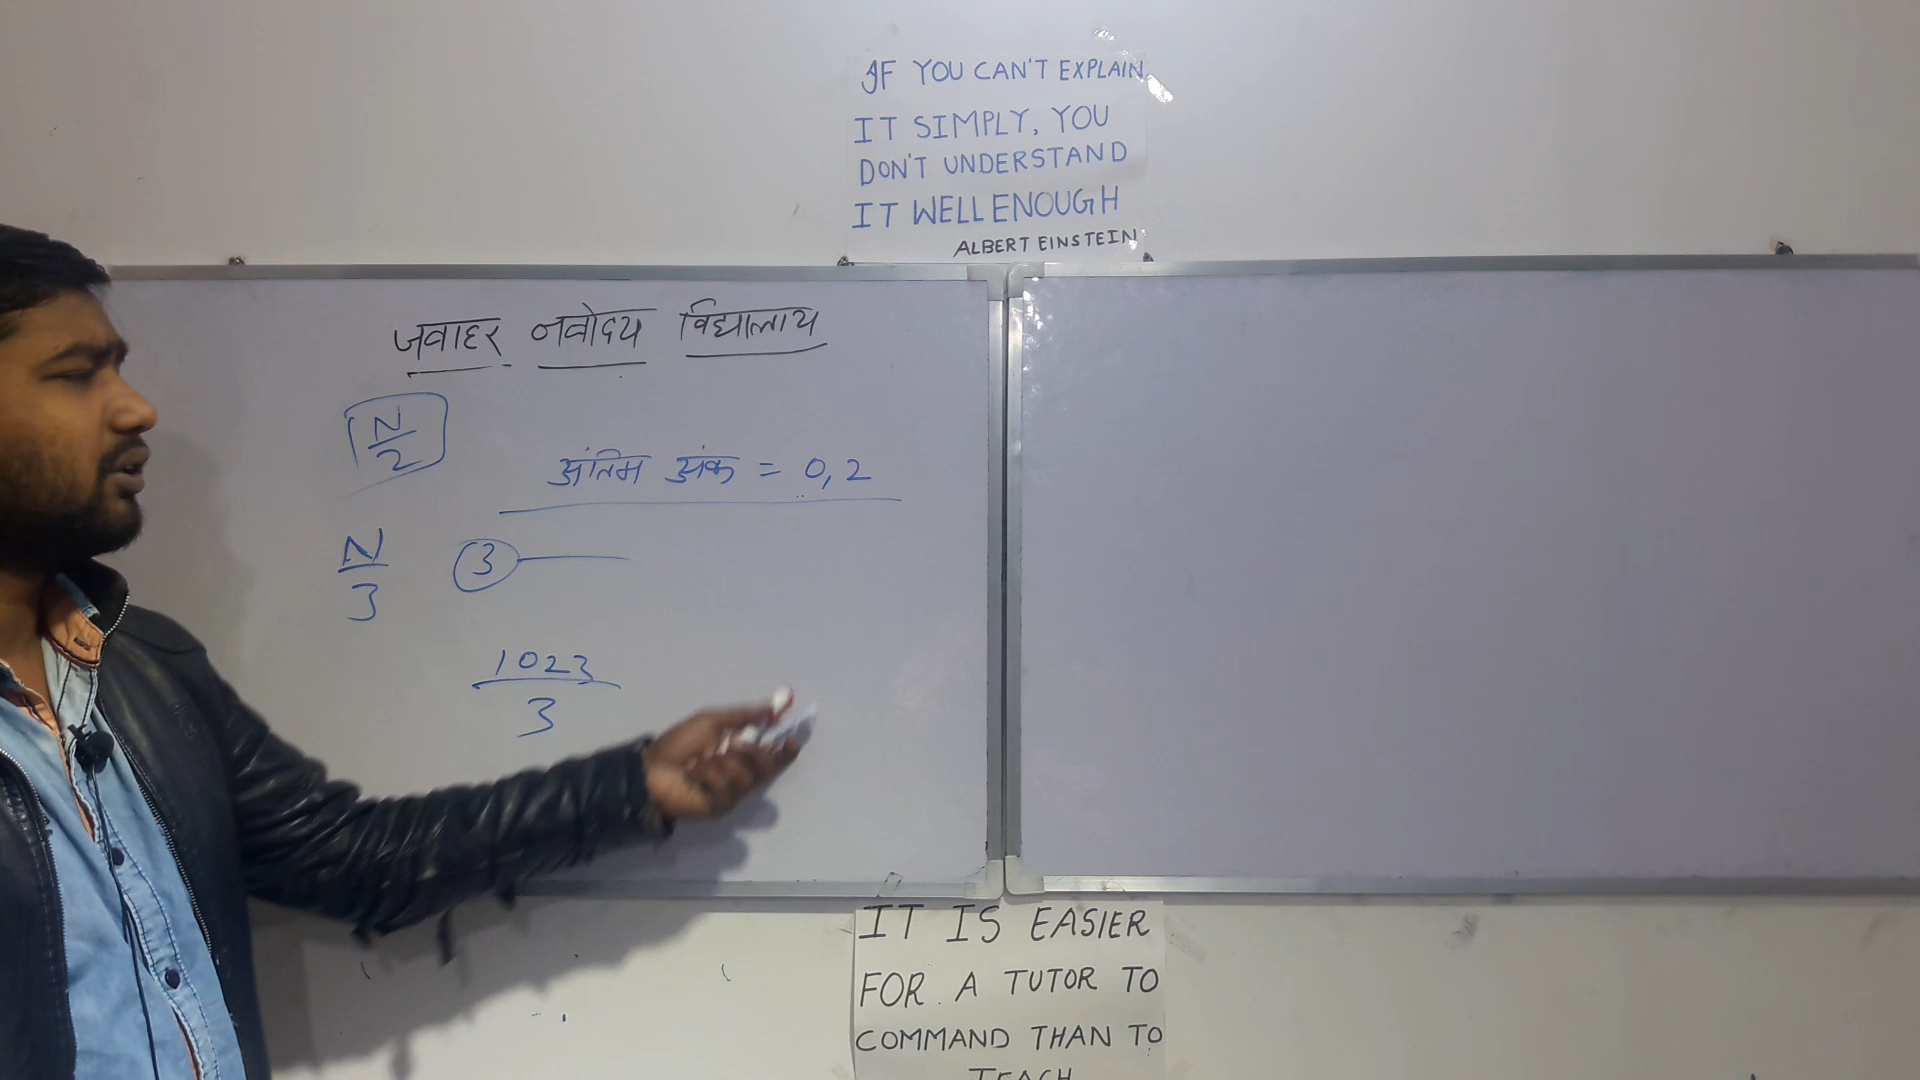 IF YOU CAN'T EXPLAIN
IT SIMPLY, YOU
DON'T UNDERSTAND
IT WELL ENOUGH
ALBERT EINSTEIN
जवाहर नवोदय विद्यालाय
N/2
अंतिम अंक = 0, 2
N/3
3
1023/3
IT IS EASIER
FOR A TUTOR TO
COMMAND THAN TO
TEACH